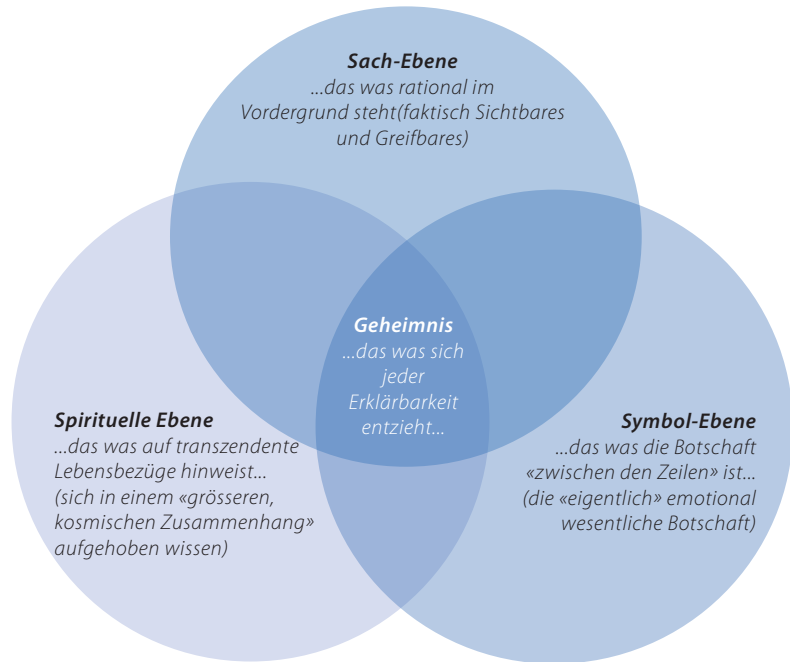 Sach-Ebene
...das was rational im
Vordergrund steht(faktisch Sichtbares
und Greifbares)
Geheimnis
...das was sich
jeder
Erklärbarkeit
entzieht...
Spirituelle Ebene
...das was auf transzendente
Lebensbezüge hinweist...
(sich in einem «grösseren,
kosmischen Zusammenhang»
aufgehoben wissen)
Symbol-Ebene
...das was die Botschaft
«zwischen den Zeilen» ist...
(die «eigentlich» emotional
wesentliche Botschaft)